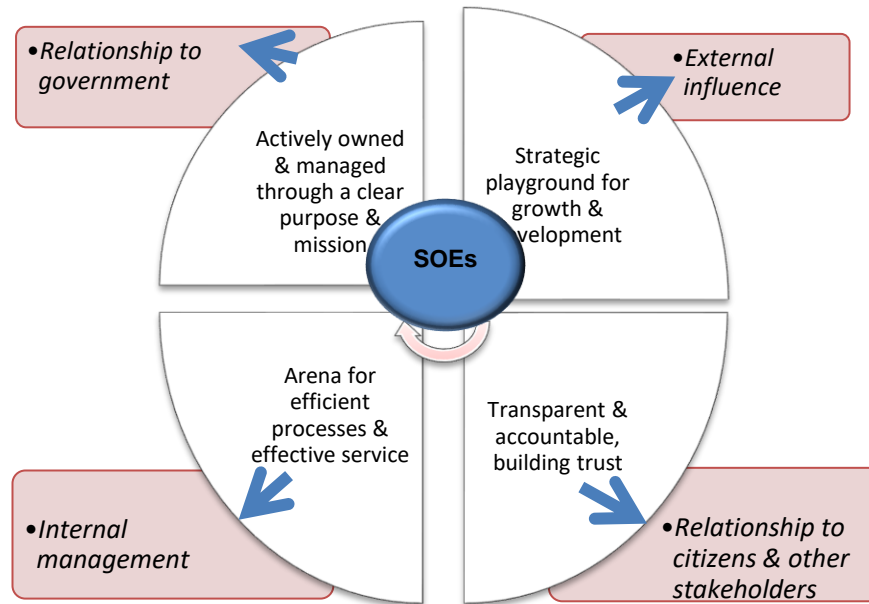 •Relationship to
government
•External
influence
Actively owned
& managed
through a clear
purpose &
mission
Strategic
playground for
growth &
velopment
SOEs
Arena for
efficient
processes &
effective service
Transparent &
accountable,
building trust
•Internal
management
•Relationship to
citizens & other
stakeholders